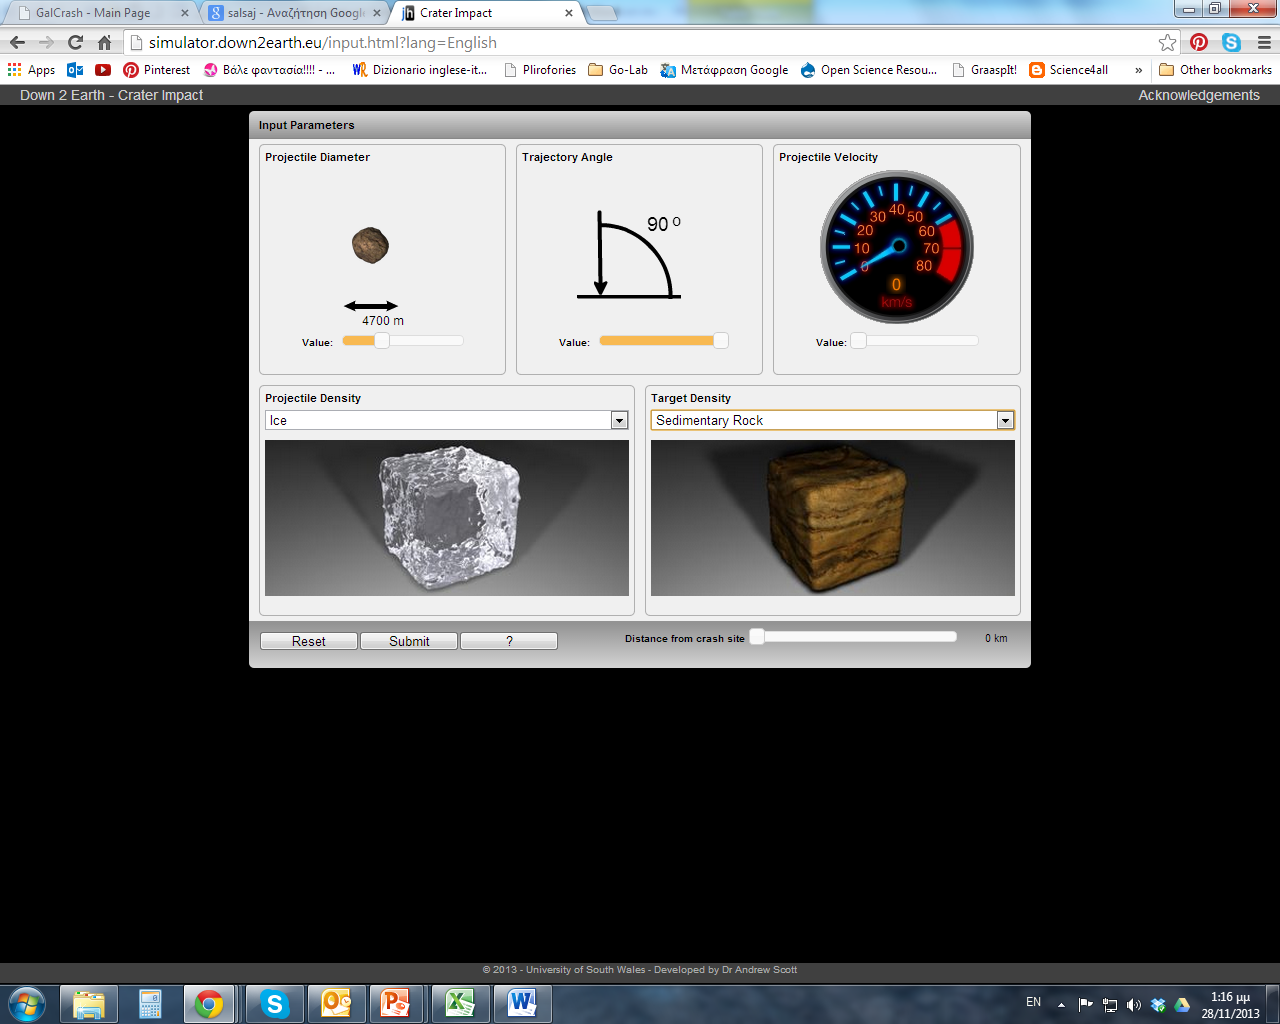 GalCrash - Main Page
salsaj - Αναζήτηση Google
Crater Impact
simulator.down2earth.eu/input.html?lang=English
Apps
Pinterest
Βάλε φαντασία!!!! - ...
Dizionario inglese-it...
Plirofories
Go-Lab
Μετάφραση Google
Open Science Resou...
GraaspIt!
Science4all
»
Other bookmarks
Down 2 Earth - Crater Impact
Acknowledgements
Input Parameters
Projectile Diameter
4700 m
Value:
Trajectory Angle
90 o
Value:
Projectile Velocity
0 10 20 30 40 50 60 70 80
0
km/s
Value:
Projectile Density
Ice
Target Density
Sedimentary Rock
Reset
Submit
?
Distance from crash site
0 km
© 2013 - University of South Wales - Developed by Dr Andrew Scott
EN
1:16 μμ
28/11/2013